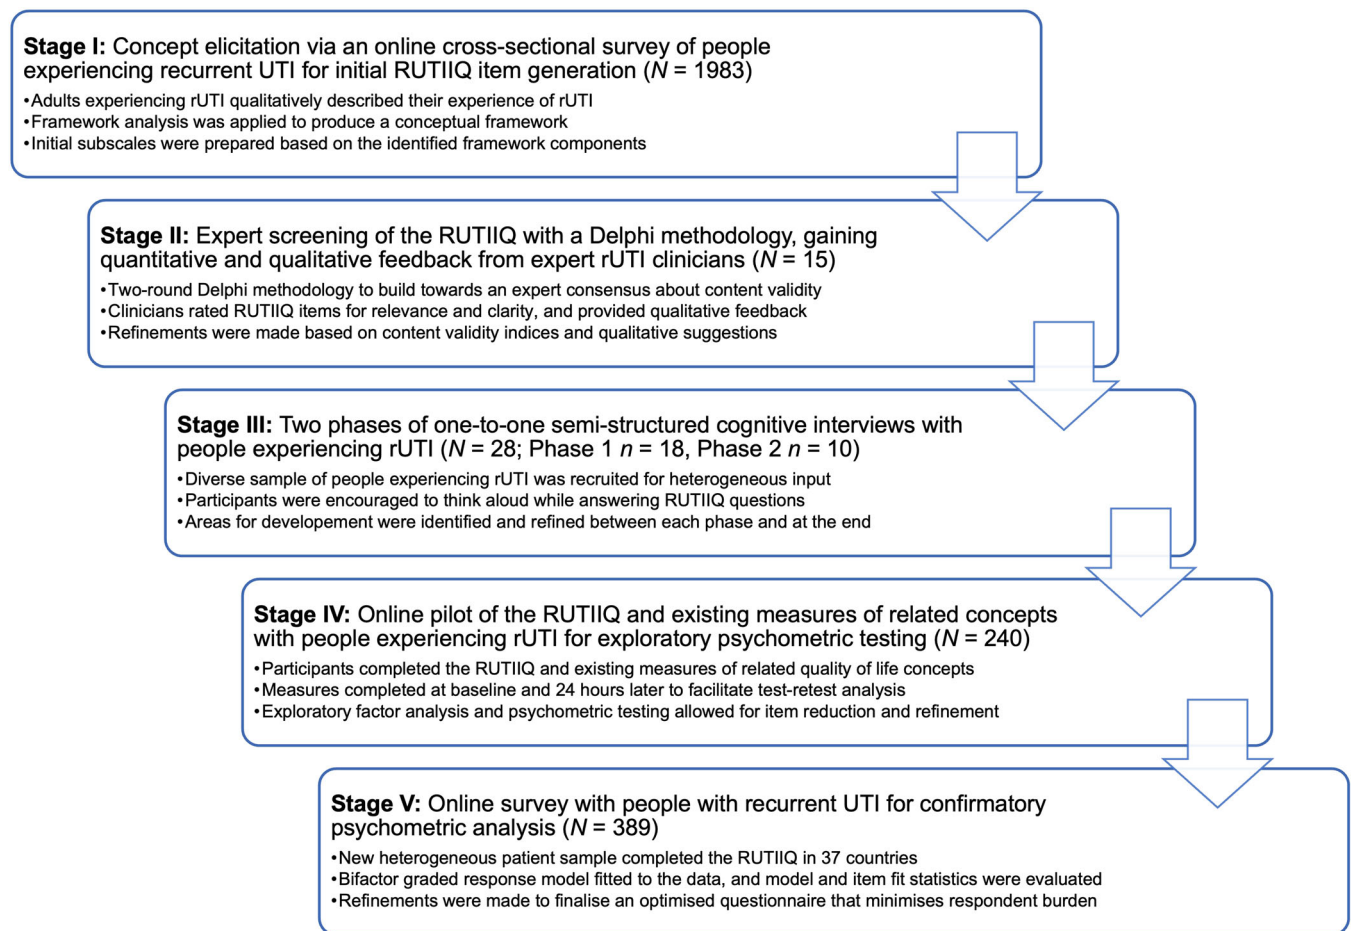 Stage I: Concept elicitation via an online cross-sectional survey of people
experiencing recurrent UTI for initial RUTIIQ item generation (N = 1983)
•Adults experiencing rUTI qualitatively described their experience of rUTI
•Framework analysis was applied to produce a conceptual framework
•Initial subscales were prepared based on the identified framework components
Stage II: Expert screening of the RUTIIQ with a Delphi methodology, gaining
quantitative and qualitative feedback from expert rUTI clinicians (N = 15)
•Two-round Delphi methodology to build towards an expert consensus about content validity
•Clinicians rated RUTIIQ items for relevance and clarity, and provided qualitative feedback
•Refinements were made based on content validity indices and qualitative suggestions
Stage III: Two phases of one-to-one semi-structured cognitive interviews with
people experiencing rUTI (N = 28; Phase 1 n = 18, Phase 2 n = 10)
•Diverse sample of people experiencing rUTI was recruited for heterogeneous input
•Participants were encouraged to think aloud while answering RUTIIQ questions
•Areas for developement were identified and refined between each phase and at the end
Stage IV: Online pilot of the RUTIIQ and existing measures of related concepts
with people experiencing rUTI for exploratory psychometric testing (N = 240)
•Participants completed the RUTIIQ and existing measures of related quality of life concepts
•Measures completed at baseline and 24 hours later to facilitate test-retest analysis
•Exploratory factor analysis and psychometric testing allowed for item reduction and refinement
Stage V: Online survey with people with recurrent UTI for confirmatory
psychometric analysis (N = 389)
•New heterogeneous patient sample completed the RUTIIQ in 37 countries
•Bifactor graded response model fitted to the data, and model and item fit statistics were evaluated
•Refinements were made to finalise an optimised questionnaire that minimises respondent burden